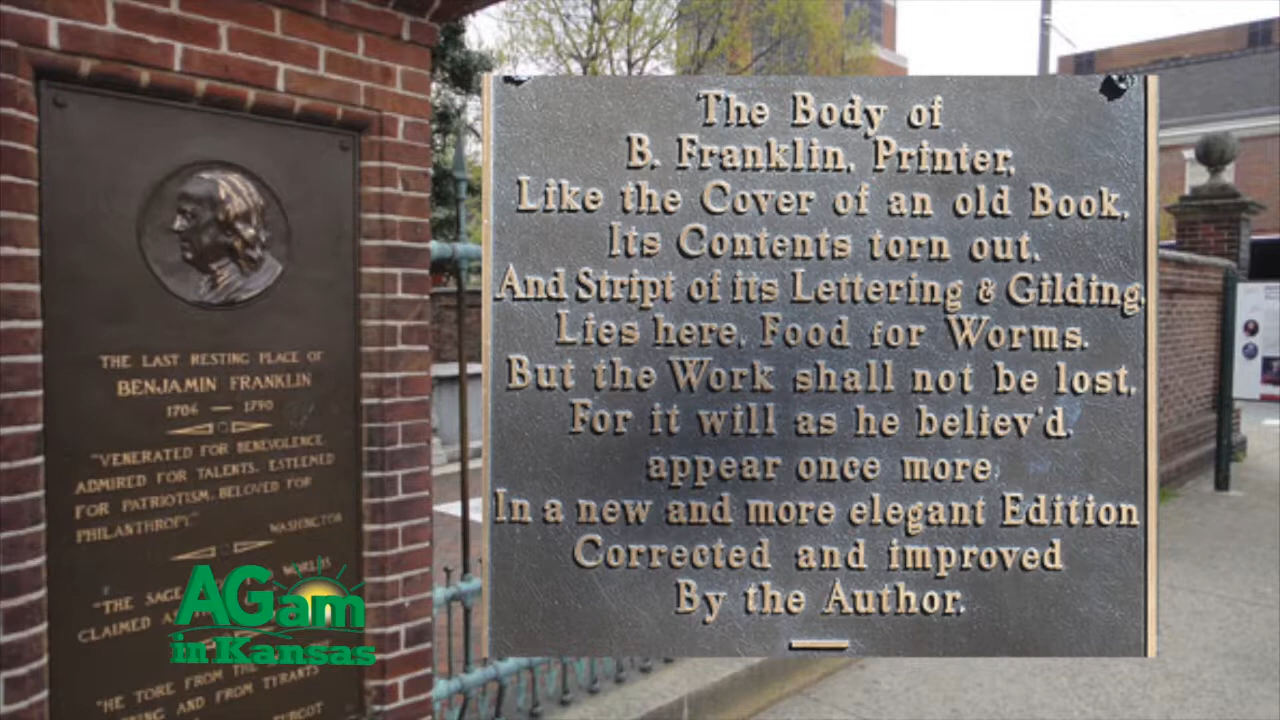 THE LAST RESTING PLACE OF
BENJAMIN FRANKLIN
1706 — 1790
"VENERATED FOR BENEVOLENCE
ADMIRED FOR TALENTS, ESTEEMED
FOR PATRIOTISM, BELOVED FOR
PHILANTHROPY."
WASHINGTON
"THE SAGE WORLDS
CLAIMED AS
"HE TORE FROM THE
AND FROM TYRANTS
TURGOT
The Body of
B. Franklin, Printer,
Like the Cover of an old Book,
Its Contents torn out,
And Stript of its Lettering & Gilding,
Lies here, Food for Worms.
But the Work shall not be lost,
For it will as he believ'd
appear once more
In a new and more elegant Edition
Corrected and improved
By the Author.
AGam
in Kansas